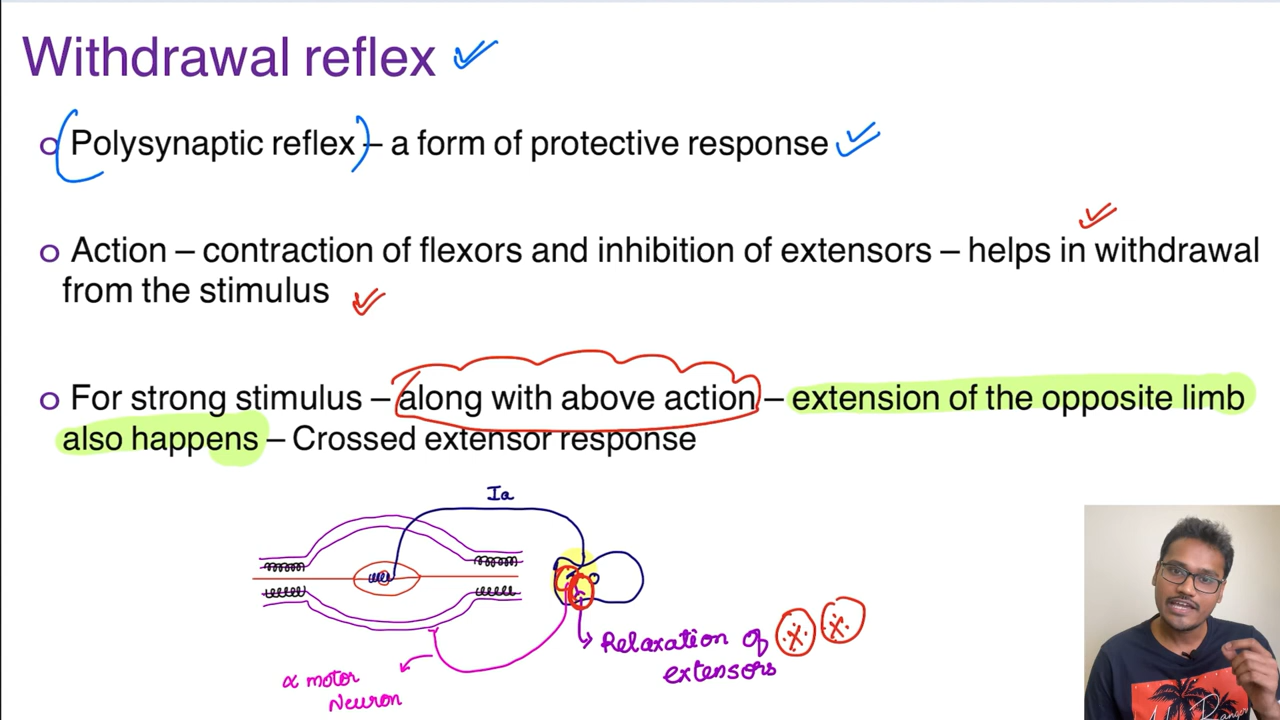 Withdrawal reflex
Polysynaptic reflex – a form of protective response
Action – contraction of flexors and inhibition of extensors – helps in withdrawal
from the stimulus
For strong stimulus – along with above action – extension of the opposite limb
also happens – Crossed extensor response
Ia
Relaxation of
extensors
α motor
Neuron